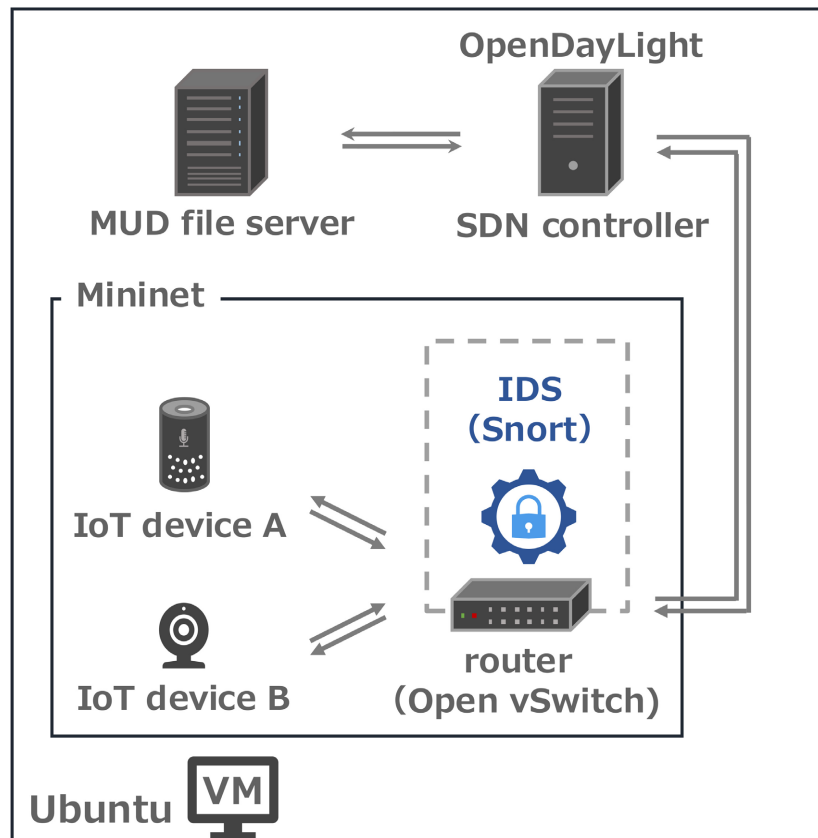 OpenDayLight
MUD file server
SDN controller
Mininet
IDS
(Snort)
IoT device A
IoT device B
router
(Open vSwitch)
Ubuntu
VM